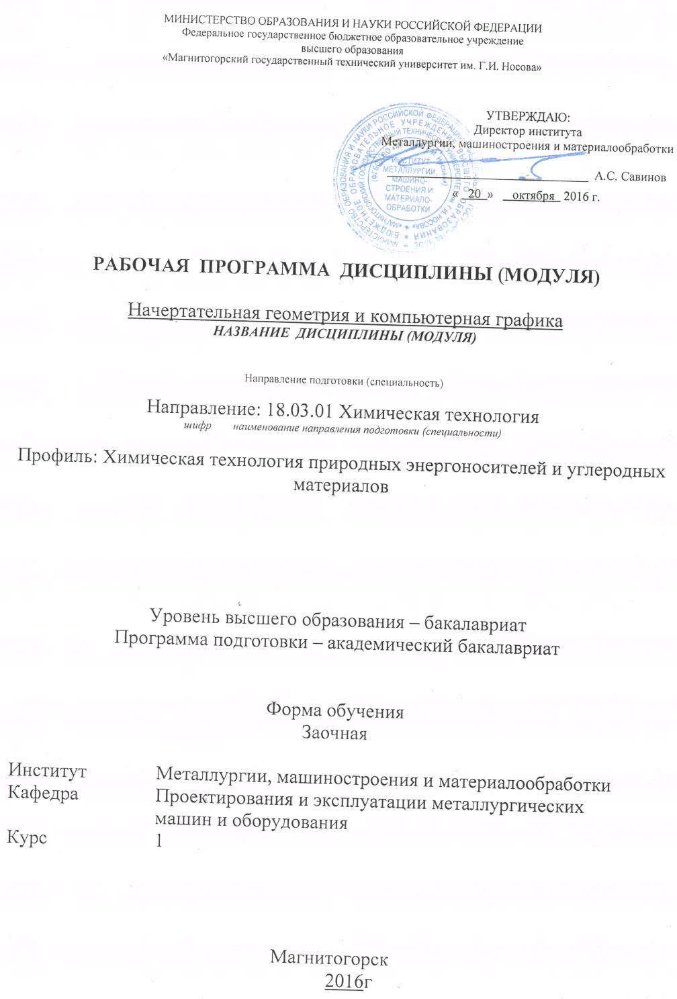 МИНИСТЕРСТВО ОБРАЗОВАНИЯ И НАУКИ РОССИЙСКОЙ ФЕДЕРАЦИИ
Федеральное государственное бюджетное образовательное учреждение
высшего образования
«Магнитогорский государственный технический университет им. Г.И. Носова»
УТВЕРЖДАЮ:
Директор института
Металлургии, машиностроения и материалообработки
А.С. Савинов
« 20 » октября 2016 г.
ИНСТИТУТ
МЕТАЛЛУРГИИ,
МАШИНО-
СТРОЕНИЯ И
МАТЕРИАЛО-
ОБРАБОТКИ
РАБОЧАЯ ПРОГРАММА ДИСЦИПЛИНЫ (МОДУЛЯ)
Начертательная геометрия и компьютерная графика
НАЗВАНИЕ ДИСЦИПЛИНЫ (МОДУЛЯ)
Направление подготовки (специальность)
Направление: 18.03.01 Химическая технология
шифр наименование направления подготовки (специальности)
Профиль: Химическая технология природных энергоносителей и углеродных
материалов
Уровень высшего образования – бакалавриат
Программа подготовки – академический бакалавриат
Форма обучения
Заочная
Институт Металлургии, машиностроения и материалообработки
Кафедра Проектирования и эксплуатации металлургических
машин и оборудования
Курс 1
Магнитогорск
2016г